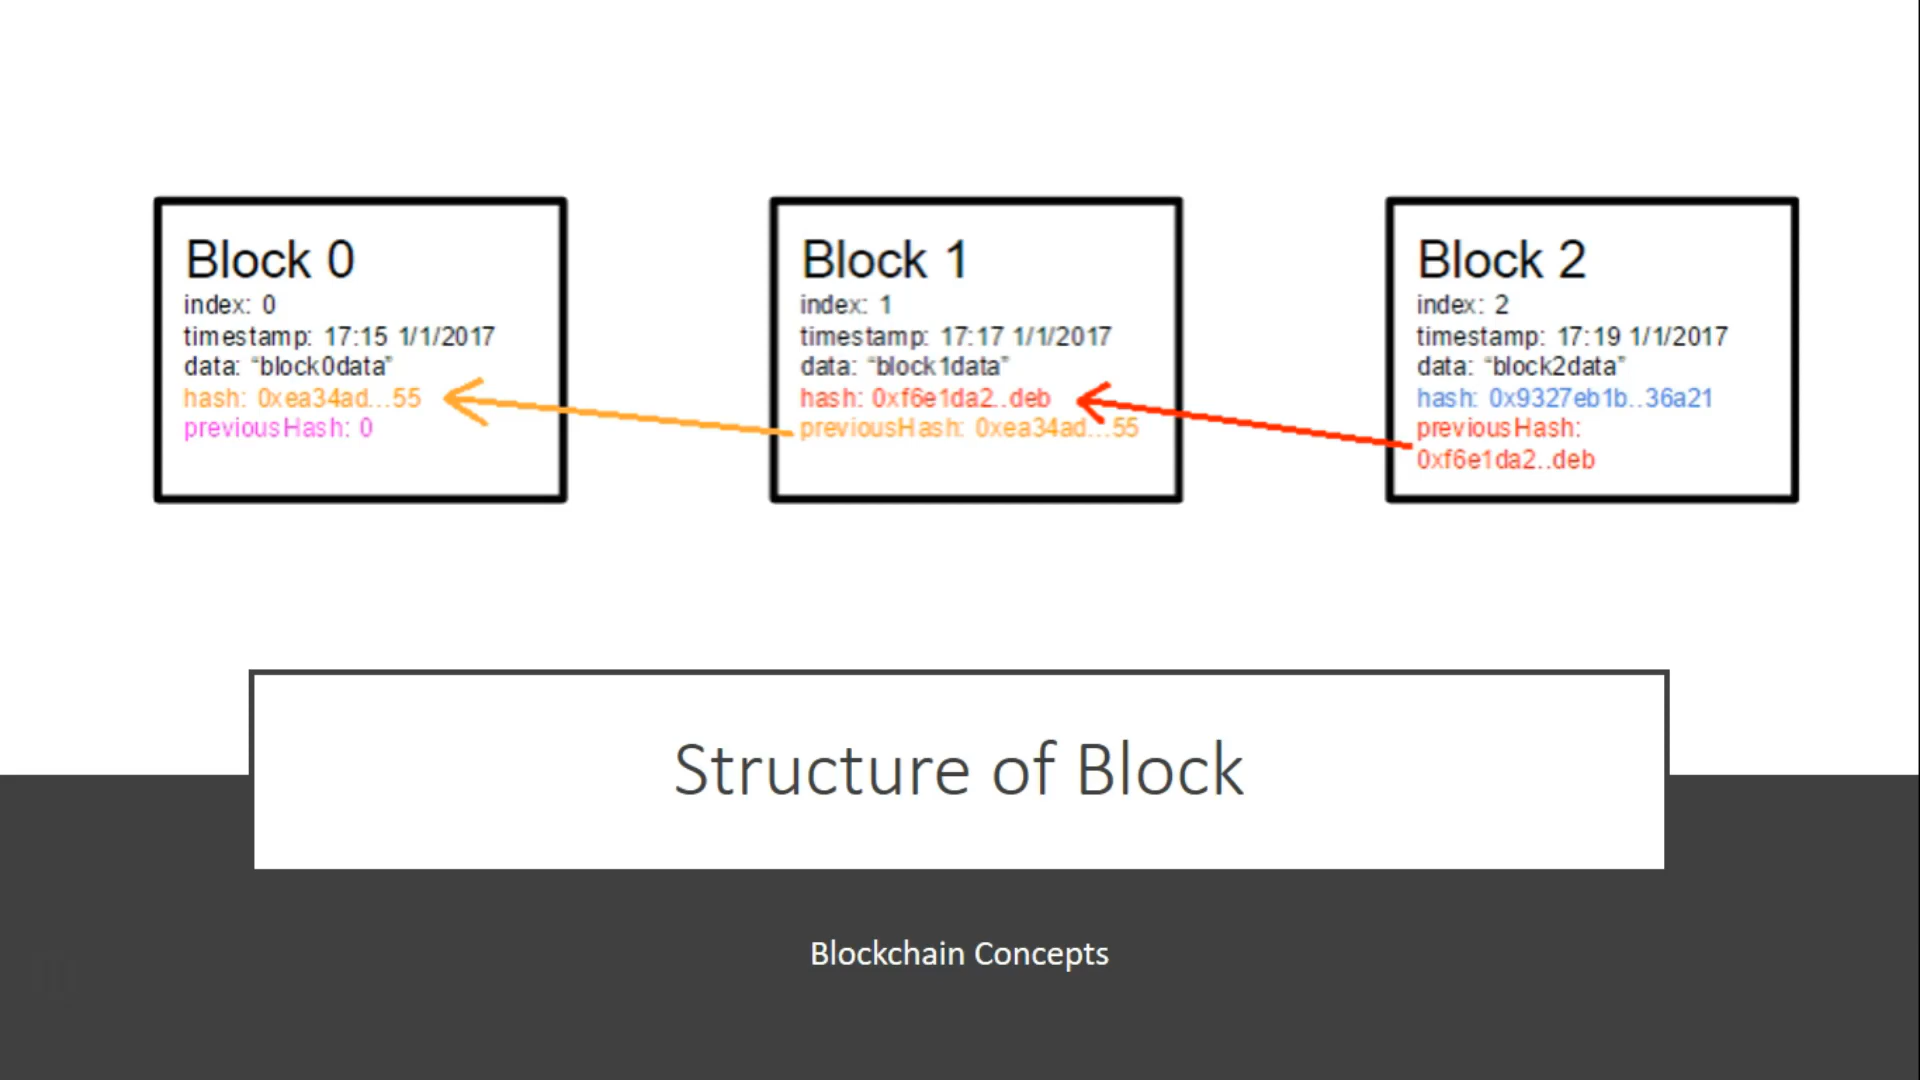 Block 0
index: 0
timestamp: 17:15 1/1/2017
data: “block0data”
hash: 0xea34ad...55
previousHash: 0
Block 1
index: 1
timestamp: 17:17 1/1/2017
data: “block1data”
hash: 0xf6e1da2..deb
previousHash: 0xea34ad...55
Block 2
index: 2
timestamp: 17:19 1/1/2017
data: “block2data”
hash: 0x9327eb1b..36a21
previousHash:
0xf6e1da2..deb
Structure of Block
Blockchain Concepts